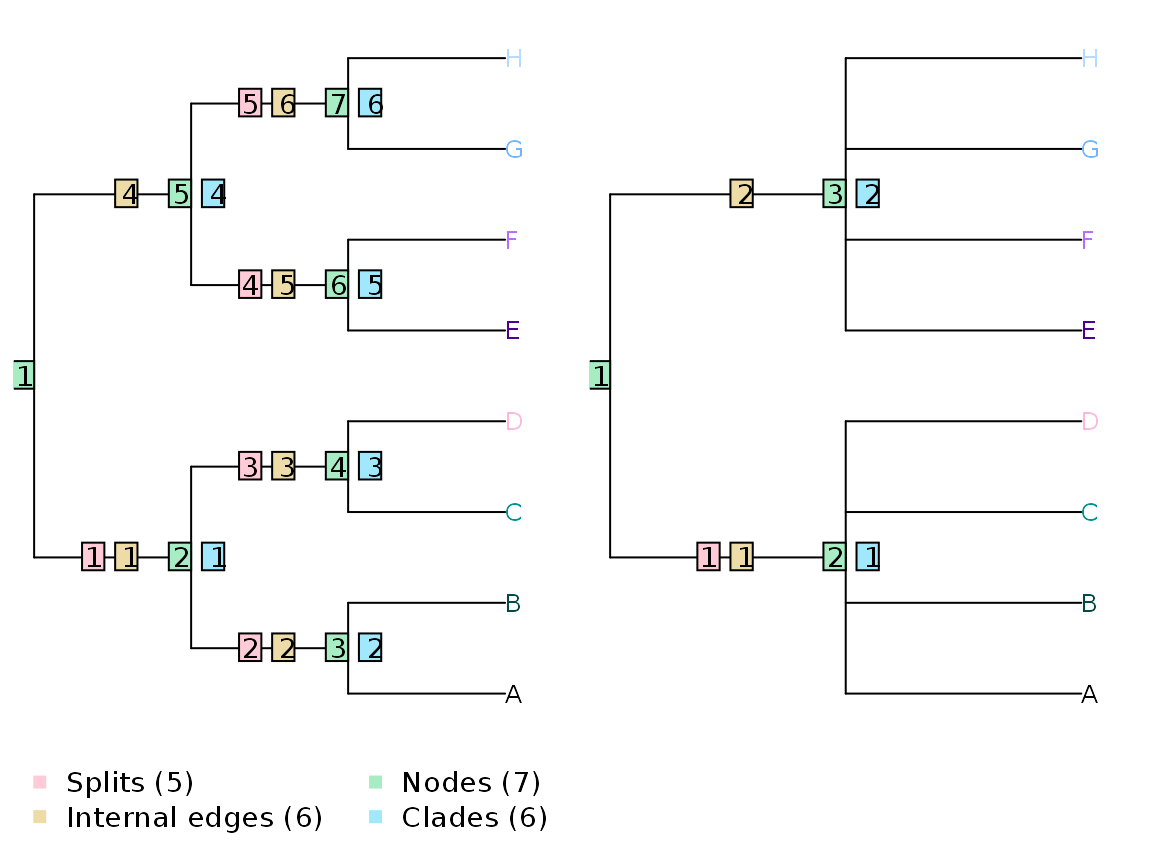 H H
5 6 7 6
G G
4 5 4 2 3 2
F F
4 5 6 5
E E
1 1
D D
3 3 4 3
C C
1 1 2 1 1 1 2 1
B B
2 2 3 2
A A
Splits (5) Nodes (7)
Internal edges (6) Clades (6)